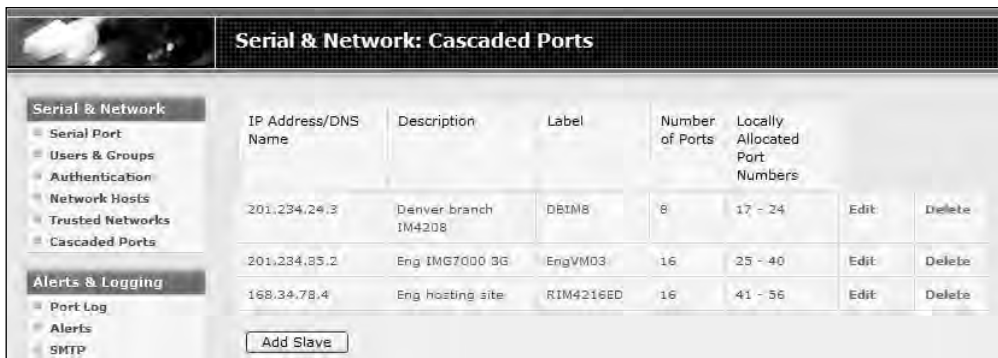 Serial & Network: Cascaded Ports
Serial & Network
Serial Port
Users & Groups
Authentication
Network Hosts
Trusted Networks
Cascaded Ports
Alerts & Logging
Port Log
Alerts
SMTP
IP Address/DNS Name Description Label Number of Ports Locally Allocated Port Numbers
201.234.24.3 Denver branch IM4208 DBIM8 8 17 - 24 Edit Delete
201.234.35.2 Eng IMG7000 3G EngVM03 16 25 - 40 Edit Delete
168.34.78.4 Eng hosting site RIM4216ED 16 41 - 56 Edit Delete
Add Slave